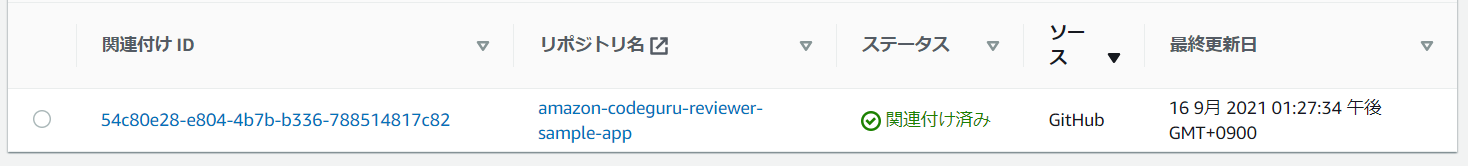 関連付け ID
リポジトリ名
ステータス
ソー
ス
最終更新日
54c80e28-e804-4b7b-b336-788514817c82
amazon-codeguru-reviewer-
sample-app
関連付け済み
GitHub
16 9月 2021 01:27:34 午後
GMT+0900